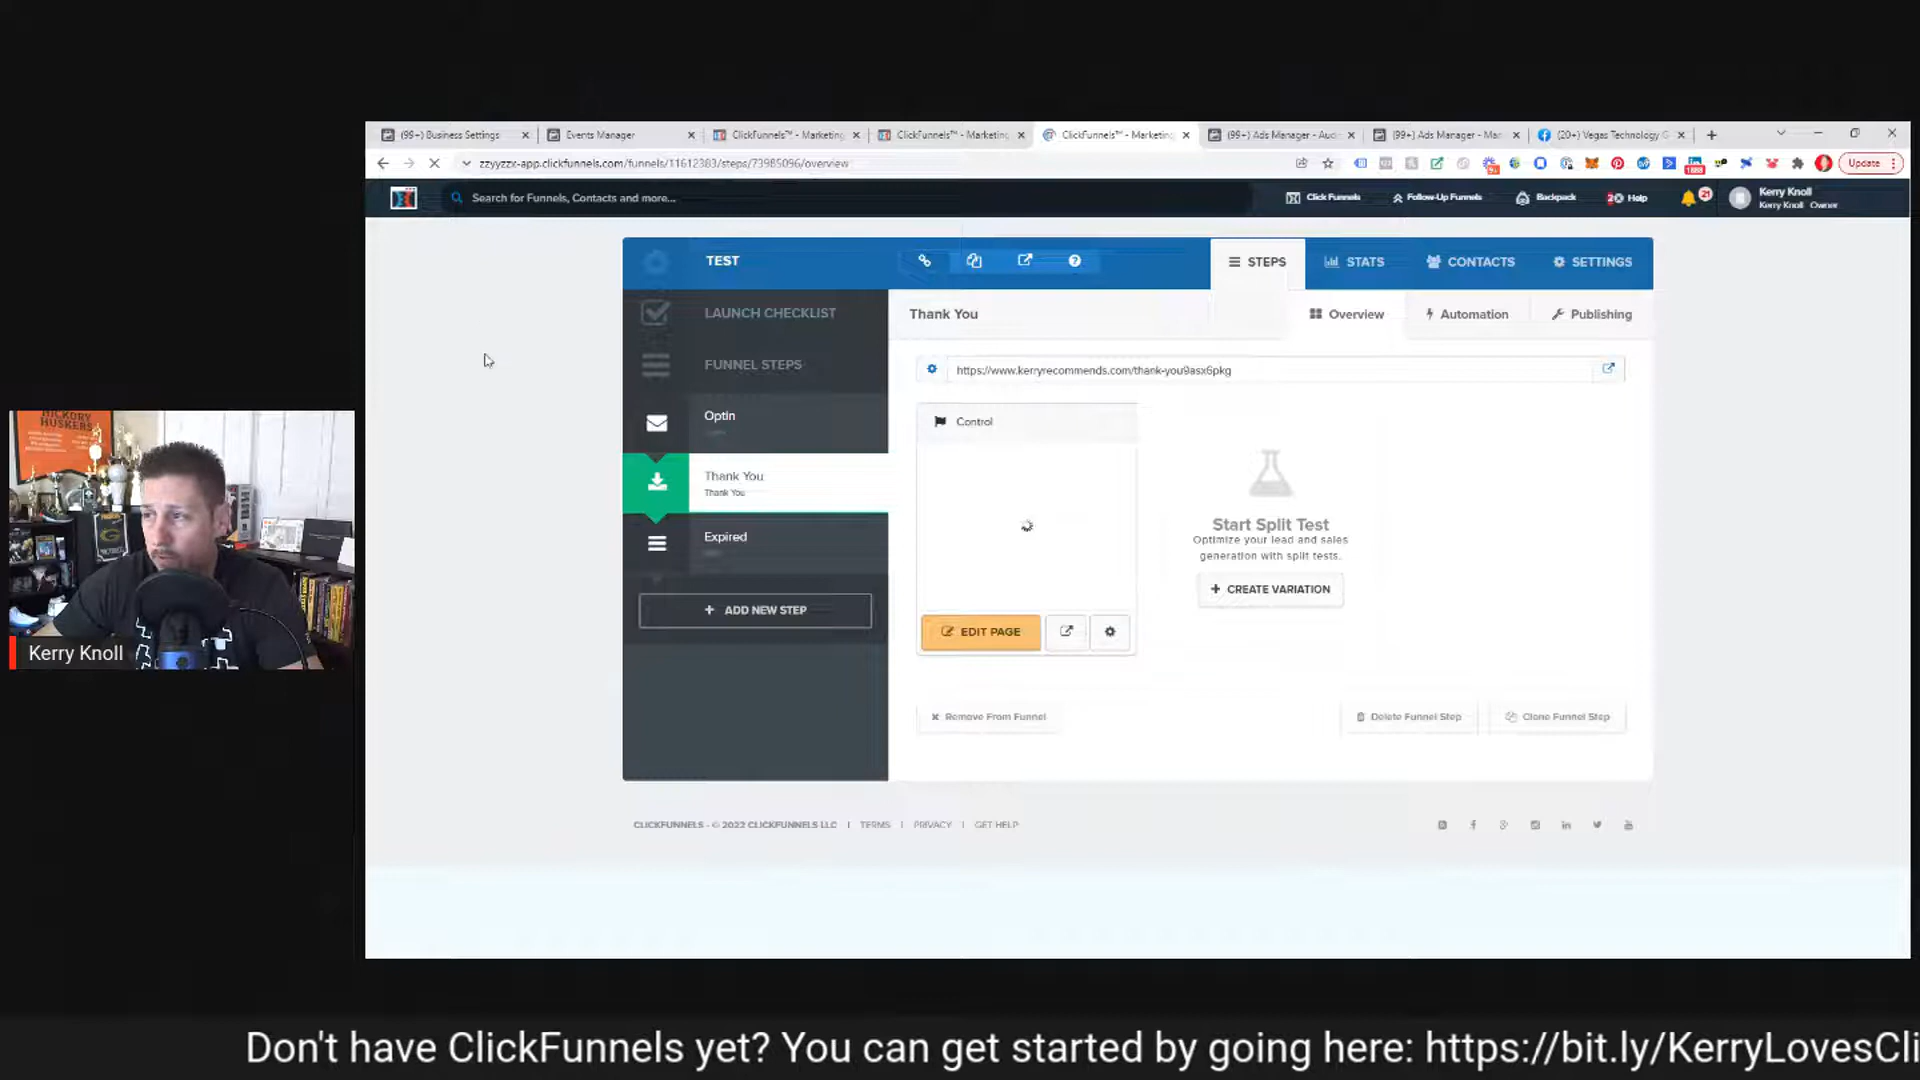 (99+) Business Settings
Events Manager
ClickFunnels™ - Marketing
ClickFunnels™ - Marketing
ClickFunnels™ - Marketing
(99+) Ads Manager - Aud
(99+) Ads Manager - Man
(20+) Vegas Technology G
zzyyzzx-app.clickfunnels.com/funnels/11612383/steps/73985096/overview
Update
Search for Funnels, Contacts and more...
Click Funnels
Follow-Up Funnels
Backpack
Help
21
Kerry Knoll
Kerry Knoll Owner
TEST
STEPS
STATS
CONTACTS
SETTINGS
LAUNCH CHECKLIST
FUNNEL STEPS
Optin
Thank You
Thank You
Expired
+ ADD NEW STEP
Thank You
Overview
Automation
Publishing
https://www.kerryrecommends.com/thank-you9asx6pkg
Control
EDIT PAGE
Start Split Test
Optimize your lead and sales
generation with split tests.
+ CREATE VARIATION
Remove From Funnel
Delete Funnel Step
Clone Funnel Step
CLICKFUNNELS - © 2022 CLICKFUNNELS LLC | TERMS | PRIVACY | GET HELP
HICKORY
HUSKERS
Kerry Knoll
Don't have ClickFunnels yet? You can get started by going here: https://bit.ly/KerryLovesCli